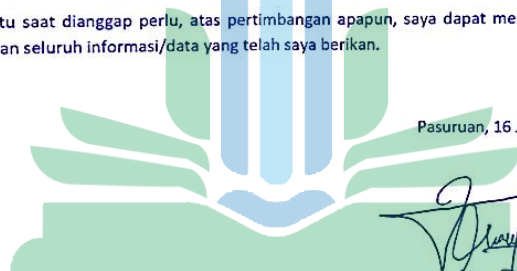 tu saat dianggap perlu, atas pertimbangan apapun, saya dapat me
an seluruh informasi/data yang telah saya berikan.
Pasuruan, 16